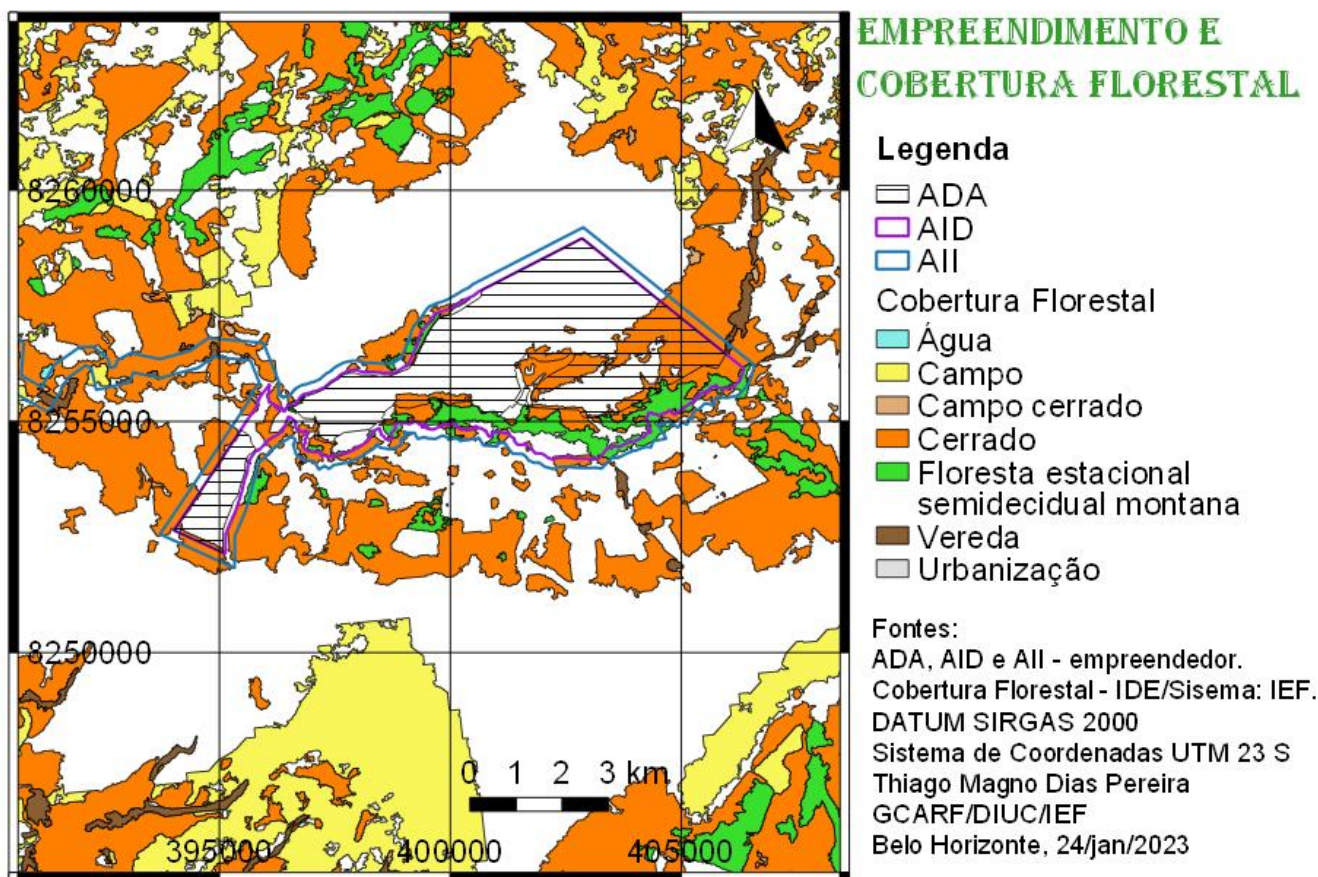 EMPREENDIMENTO E
COBERTURA FLORESTAL
Legenda
ADA
AID
AII
Cobertura Florestal
Água
Campo
Campo cerrado
Cerrado
Floresta estacional
semidecidual montana
Vereda
Urbanização
Fontes:
ADA, AID e AII - empreendedor.
Cobertura Florestal - IDE/Sisema: IEF.
DATUM SIRGAS 2000
Sistema de Coordenadas UTM 23 S
Thiago Magno Dias Pereira
GCARF/DIUC/IEF
Belo Horizonte, 24/jan/2023
8260000
8255000
8250000
0 1 2 3 km
395000 400000 405000